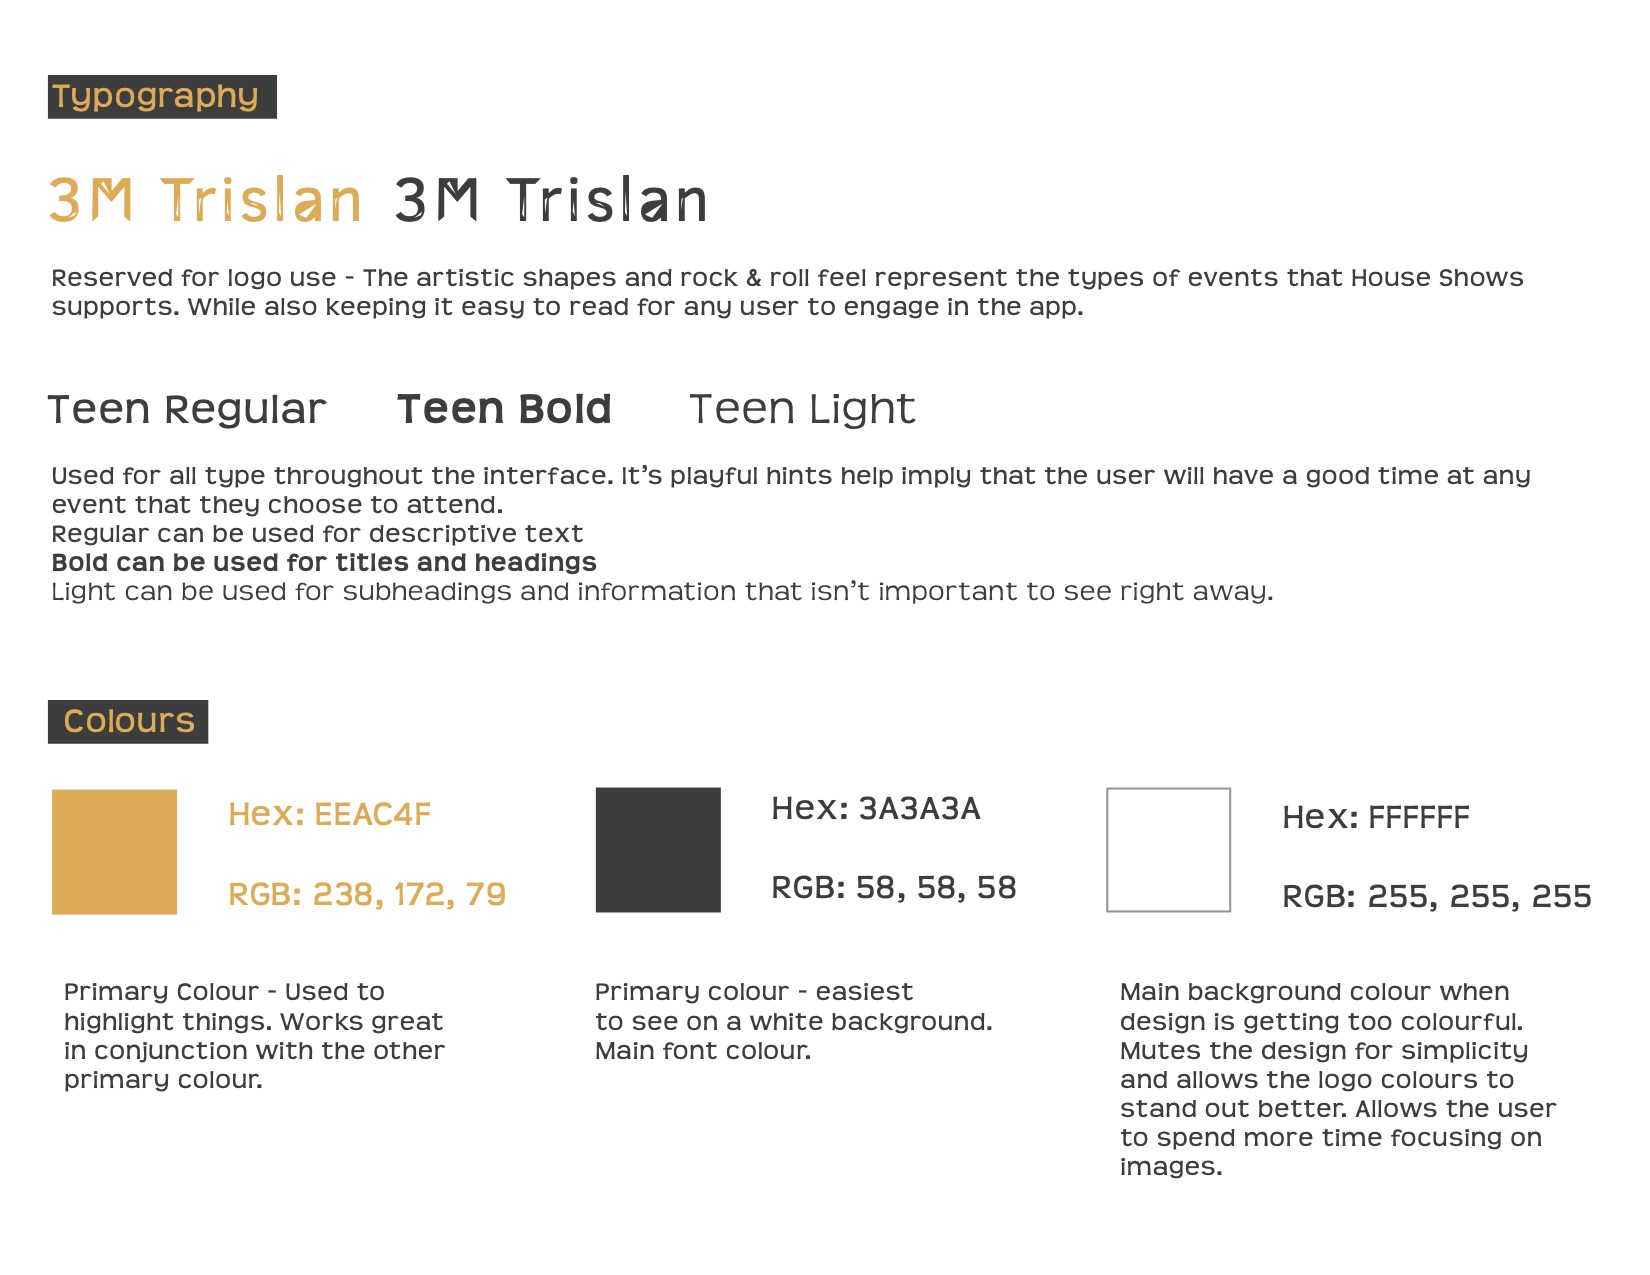 Typography
3M Trislan 3M Trislan
Reserved for logo use - The artistic shapes and rock & roll feel represent the types of events that House Shows
supports. While also keeping it easy to read for any user to engage in the app.
Teen Regular Teen Bold Teen Light
Used for all type throughout the interface. It's playful hints help imply that the user will have a good time at any
event that they choose to attend.
Regular can be used for descriptive text
Bold can be used for titles and headings
Light can be used for subheadings and information that isn't important to see right away.
Colours
Hex: EEAC4F
RGB: 238, 172, 79
Primary Colour - Used to
highlight things. Works great
in conjunction with the other
primary colour.
Hex: 3A3A3A
RGB: 58, 58, 58
Primary colour - easiest
to see on a white background.
Main font colour.
Hex: FFFFFF
RGB: 255, 255, 255
Main background colour when
design is getting too colourful.
Mutes the design for simplicity
and allows the logo colours to
stand out better. Allows the user
to spend more time focusing on
images.